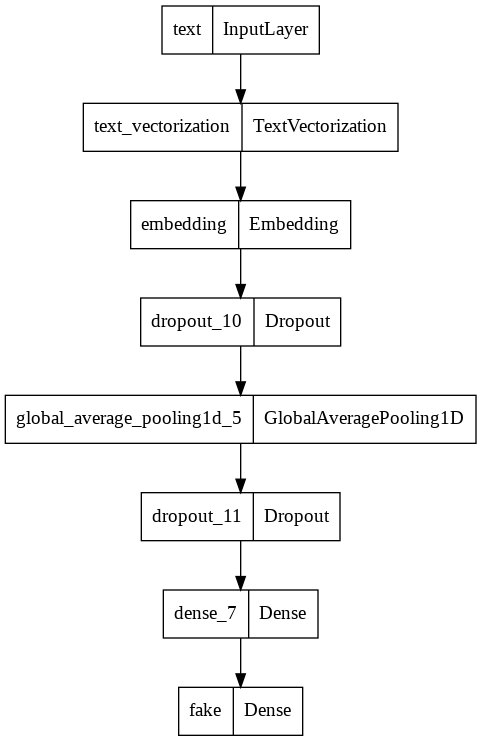 text InputLayer
text_vectorization TextVectorization
embedding Embedding
dropout_10 Dropout
global_average_pooling1d_5 GlobalAveragePooling1D
dropout_11 Dropout
dense_7 Dense
fake Dense